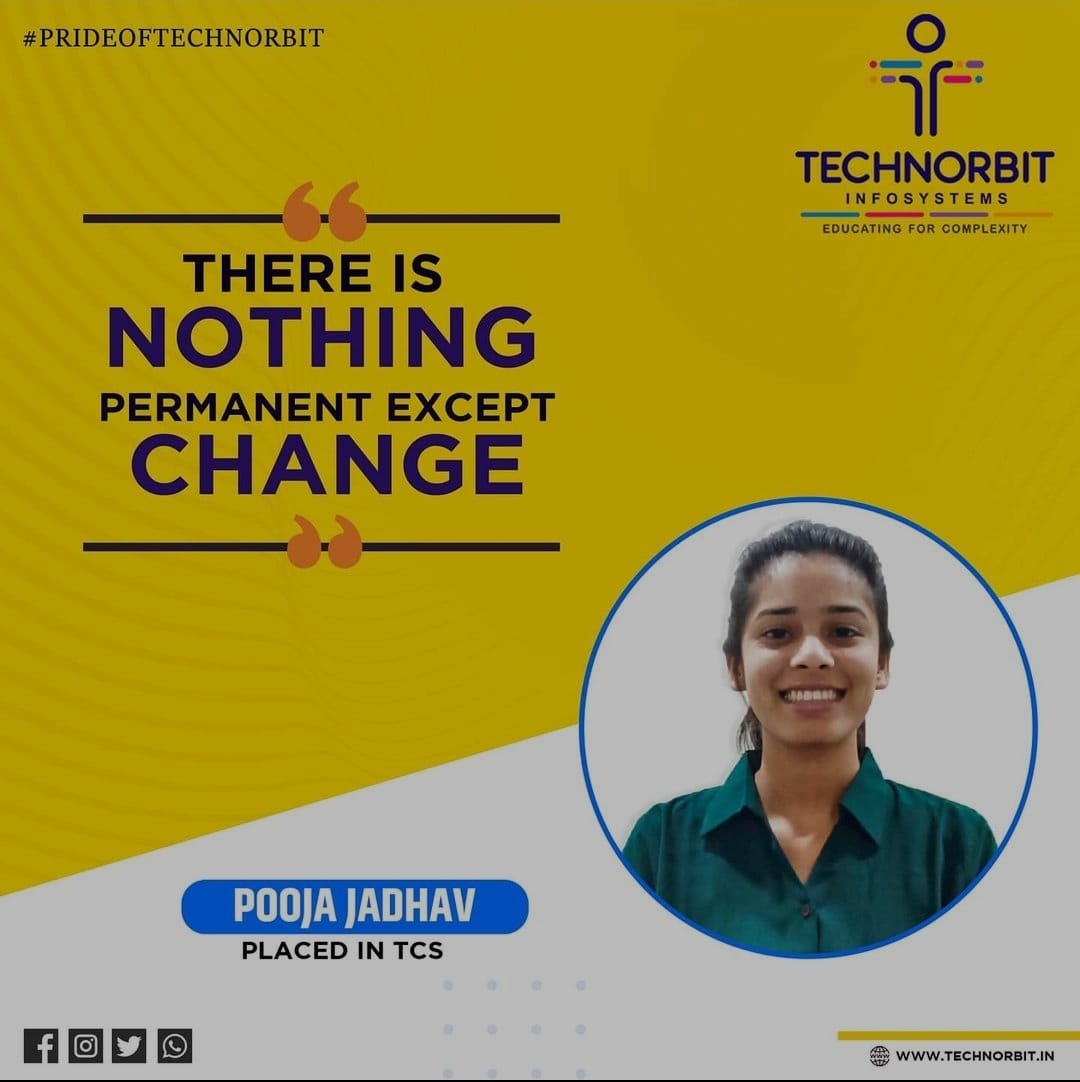 #PRIDEOFTECHNORBIT
TECHNORBIT
INFOSYSTEMS
EDUCATING FOR COMPLEXITY
“
THERE IS
NOTHING
PERMANENT EXCEPT
CHANGE
”
POOJA JADHAV
PLACED IN TCS
WWW.TECHNORBIT.IN